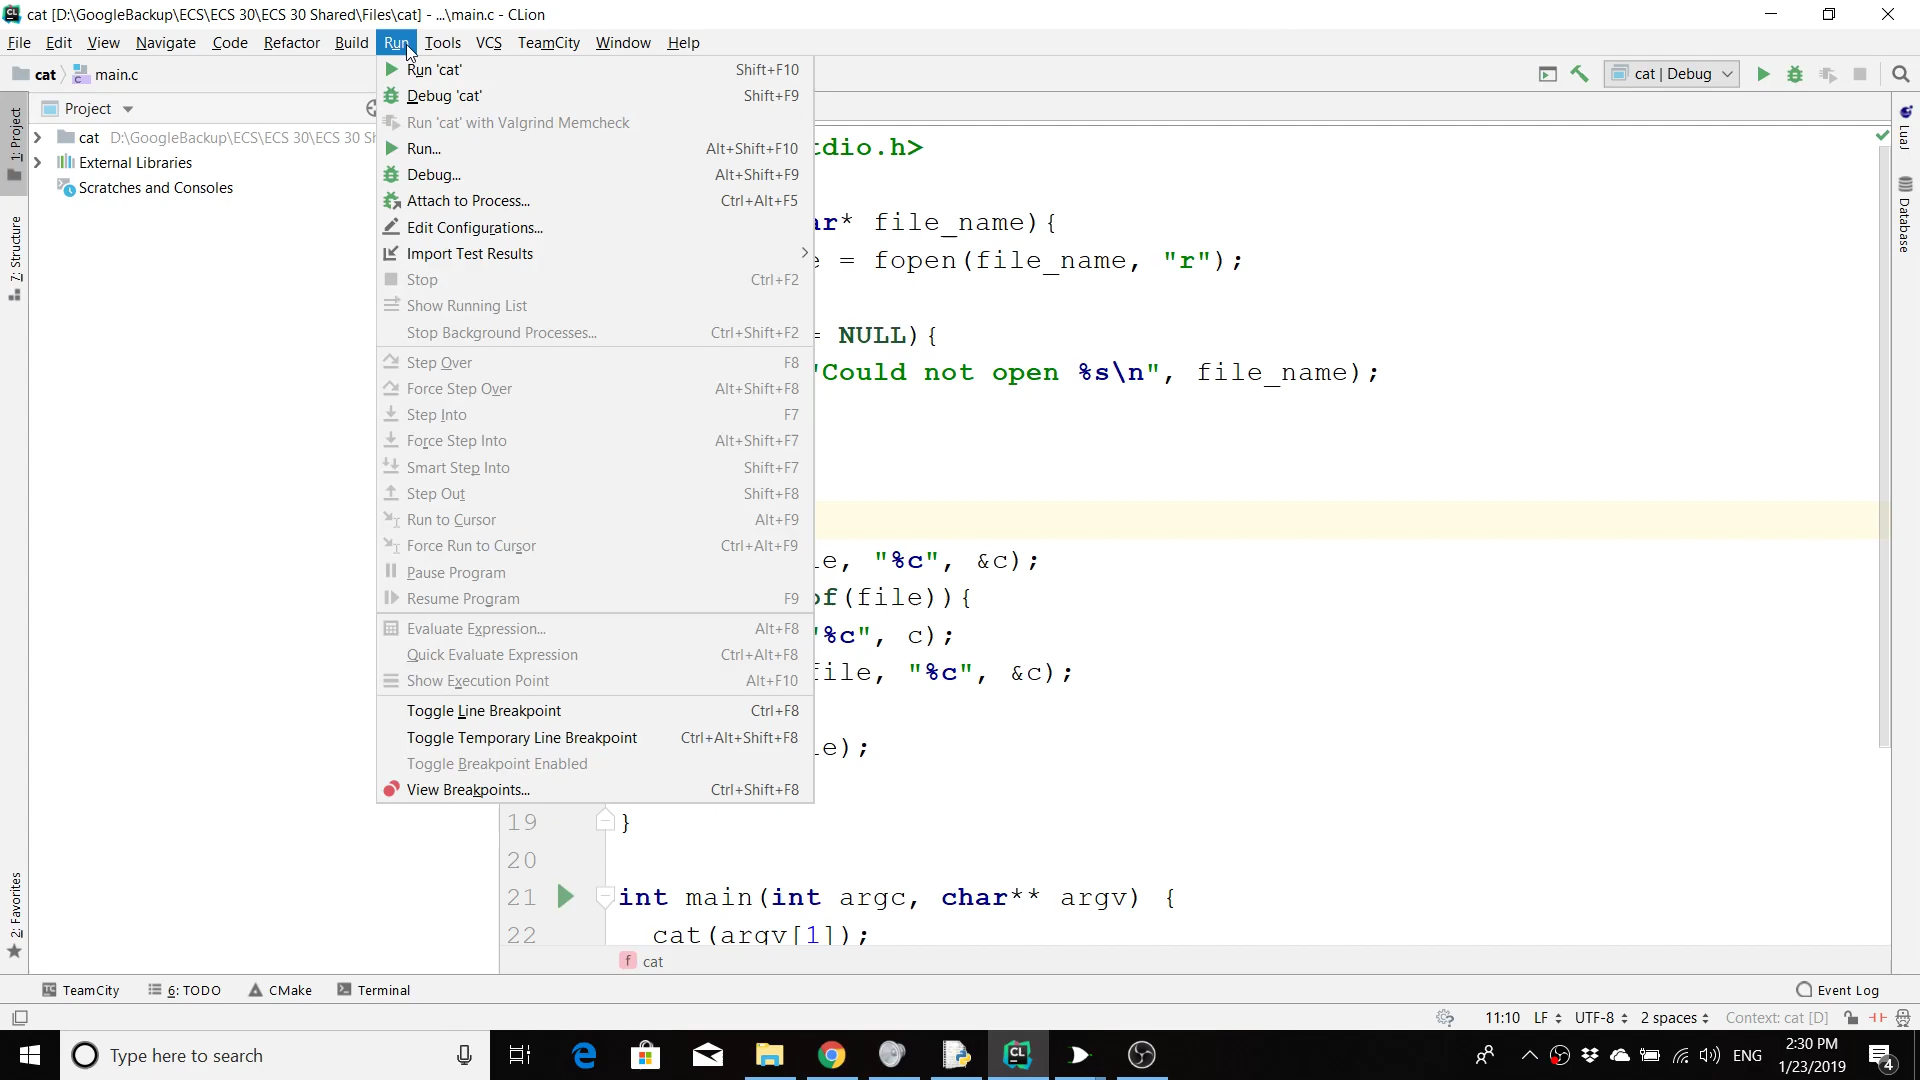 cat [D:\GoogleBackup\ECS\ECS 30\ECS 30 Shared\Files\cat] - ...\main.c - CLion
File Edit View Navigate Code Refactor Build Run Tools VCS TeamCity Window Help
cat main.c
cat | Debug
Project
cat D:\GoogleBackup\ECS\ECS 30\ECS 30 Sh
External Libraries
Scratches and Consoles
1: Project
7: Structure
2: Favorites
Run 'cat' Shift+F10
Debug 'cat' Shift+F9
Run 'cat' with Valgrind Memcheck
Run... Alt+Shift+F10
Debug... Alt+Shift+F9
Attach to Process... Ctrl+Alt+F5
Edit Configurations...
Import Test Results
Stop Ctrl+F2
Show Running List
Stop Background Processes... Ctrl+Shift+F2
Step Over F8
Force Step Over Alt+Shift+F8
Step Into F7
Force Step Into Alt+Shift+F7
Smart Step Into Shift+F7
Step Out Shift+F8
Run to Cursor Alt+F9
Force Run to Cursor Ctrl+Alt+F9
Pause Program
Resume Program F9
Evaluate Expression... Alt+F8
Quick Evaluate Expression Ctrl+Alt+F8
Show Execution Point Alt+F10
Toggle Line Breakpoint Ctrl+F8
Toggle Temporary Line Breakpoint Ctrl+Alt+Shift+F8
Toggle Breakpoint Enabled
View Breakpoints... Ctrl+Shift+F8
tdio.h>
ar* file_name){
= fopen(file_name, "r");
= NULL){
"Could not open %s\n", file_name);
le, "%c", &c);
of(file)){
"%c", c);
file, "%c", &c);
le);
19 }
20
21 int main(int argc, char** argv) {
22 cat(argv[1]);
f cat
LuaJ
Database
TeamCity 6: TODO CMake Terminal Event Log
11:10 LF UTF-8 2 spaces Context: cat [D]
Type here to search
ENG
2:30 PM
1/23/2019
4